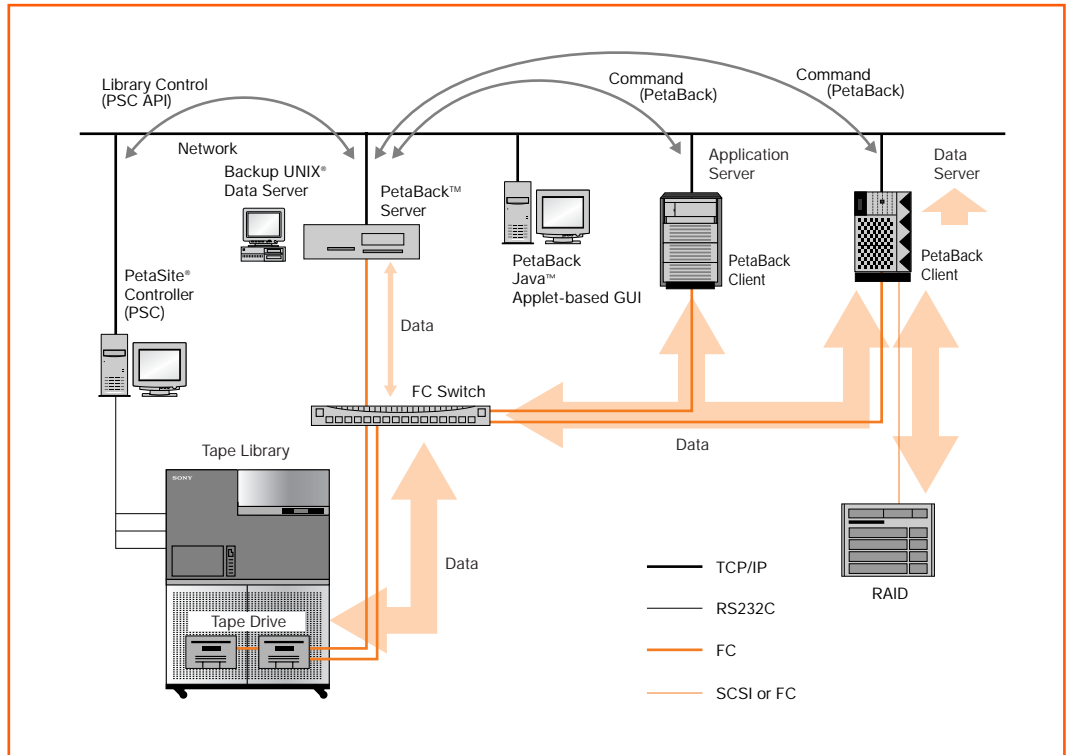 Library Control
(PSC API)
Command
(PetaBack)
Command
(PetaBack)
Network
Backup UNIX®
Data Server
PetaBack™
Server
Application
Server
Data
Server
PetaSite®
Controller
(PSC)
PetaBack
Java™
Applet-based GUI
PetaBack
Client
PetaBack
Client
Data
FC Switch
Data
Tape Library
SONY
Data
Tape Drive
RAID
TCP/IP
RS232C
FC
SCSI or FC